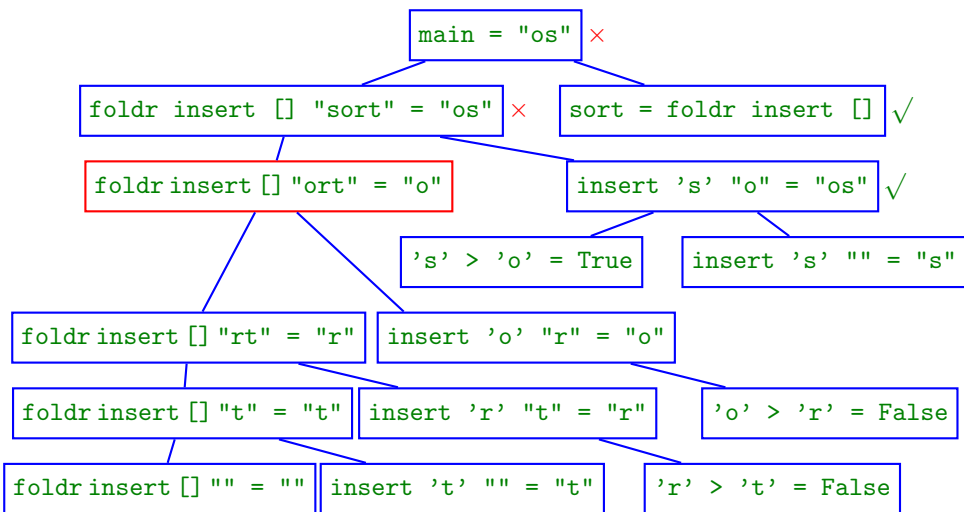 main = "os" ×
foldr insert [] "sort" = "os" × sort = foldr insert [] √
foldr insert [] "ort" = "o" insert 's' "o" = "os" √
's' > 'o' = True insert 's' "" = "s"
foldr insert [] "rt" = "r" insert 'o' "r" = "o"
foldr insert [] "t" = "t" insert 'r' "t" = "r" 'o' > 'r' = False
foldr insert [] "" = "" insert 't' "" = "t" 'r' > 't' = False